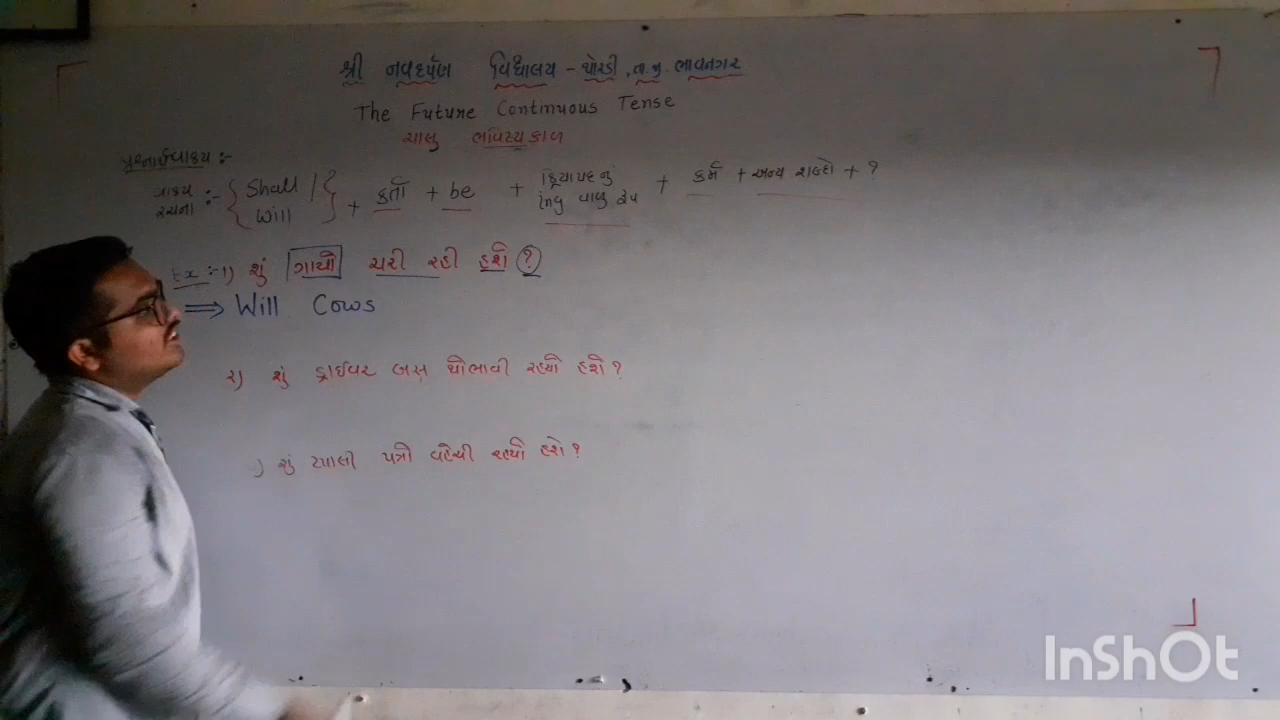 શ્રી નવદર્પણ વિધાલય - થોરડી, તા.જી. ભાવનગર
The Future Continuous Tense
ચાલુ ભવિષ્યકાળ
પ્રશ્નાર્થવાક્ય :-
વાક્ય રચના :- { Shall / Will } + કર્તા + be + ક્રિયાપદનું ing વાળુ રૂપ + કર્મ + અન્ય શબ્દો + ?
Ex :- 1) શું ગાયો ચરી રહી હશે ?
⇒ Will Cows
૨) શું ડ્રાઈવર બસ થોભાવી રહ્યો હશે ?
) શું ટપાલી પત્રો વહેચી રહ્યો હશે ?
InShOt